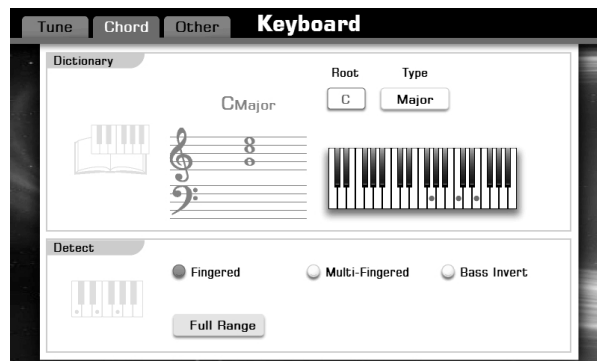 Tune Chord Other Keyboard
Dictionary
Root Type
CMajor
C Major
Detect
Fingered Multi-Fingered Bass Invert
Full Range